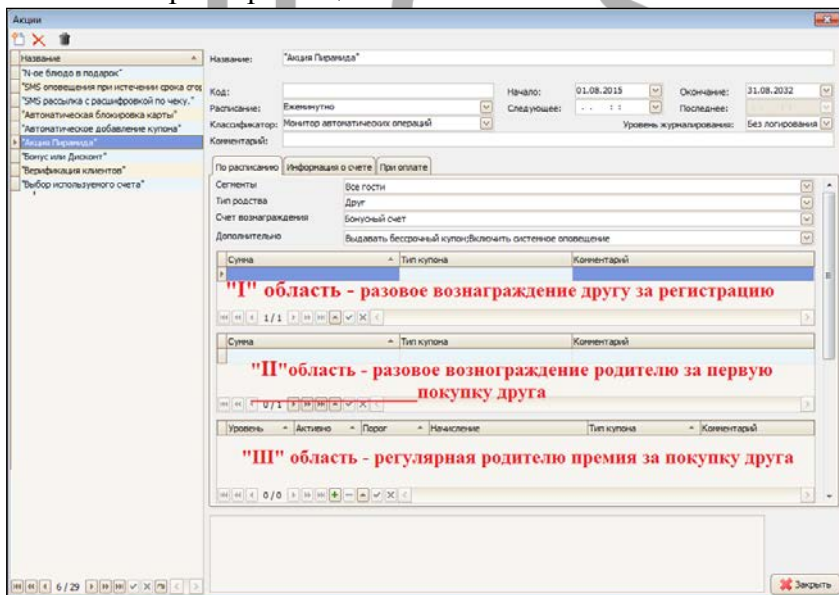 Акции
Название
"N-ое блюдо в подарок"
"SMS оповещения при истечении срока сгор
"SMS рассылка с расшифровкой по чеку."
"Автоматическая блокировка карты"
"Автоматическое добавление купона"
"Акция Пирамида"
"Бонус или Дисконт"
"Верификация клиентов"
"Выбор используемого счета"
6 / 29
Название: "Акция Пирамида"
Код: Начало: 01.08.2015 Окончание: 31.08.2032
Расписание: Ежеминутно Следующее: . . : : Последнее:
Классификатор: Монитор автоматических операций Уровень журналирования: Без логирования
Комментарий:
По расписанию Информация о счете При оплате
Сегменты Все гости
Тип родства Друг
Счет вознаграждения Бонусный счет
Дополнительно Выдавать бессрочный купон;Включить системное оповещение
Сумма Тип купона Комментарий
"I" область - разовое вознаграждение другу за регистрацию
1 / 1
Сумма Тип купона Комментарий
"II"область - разовое вознограждение родителю за первую
покупку друга
0 / 1
Уровень Активно Порог Начисление Тип купона Комментарий
"III" область - регулярная родителю премия за покупку друга
0 / 0
Закрыть